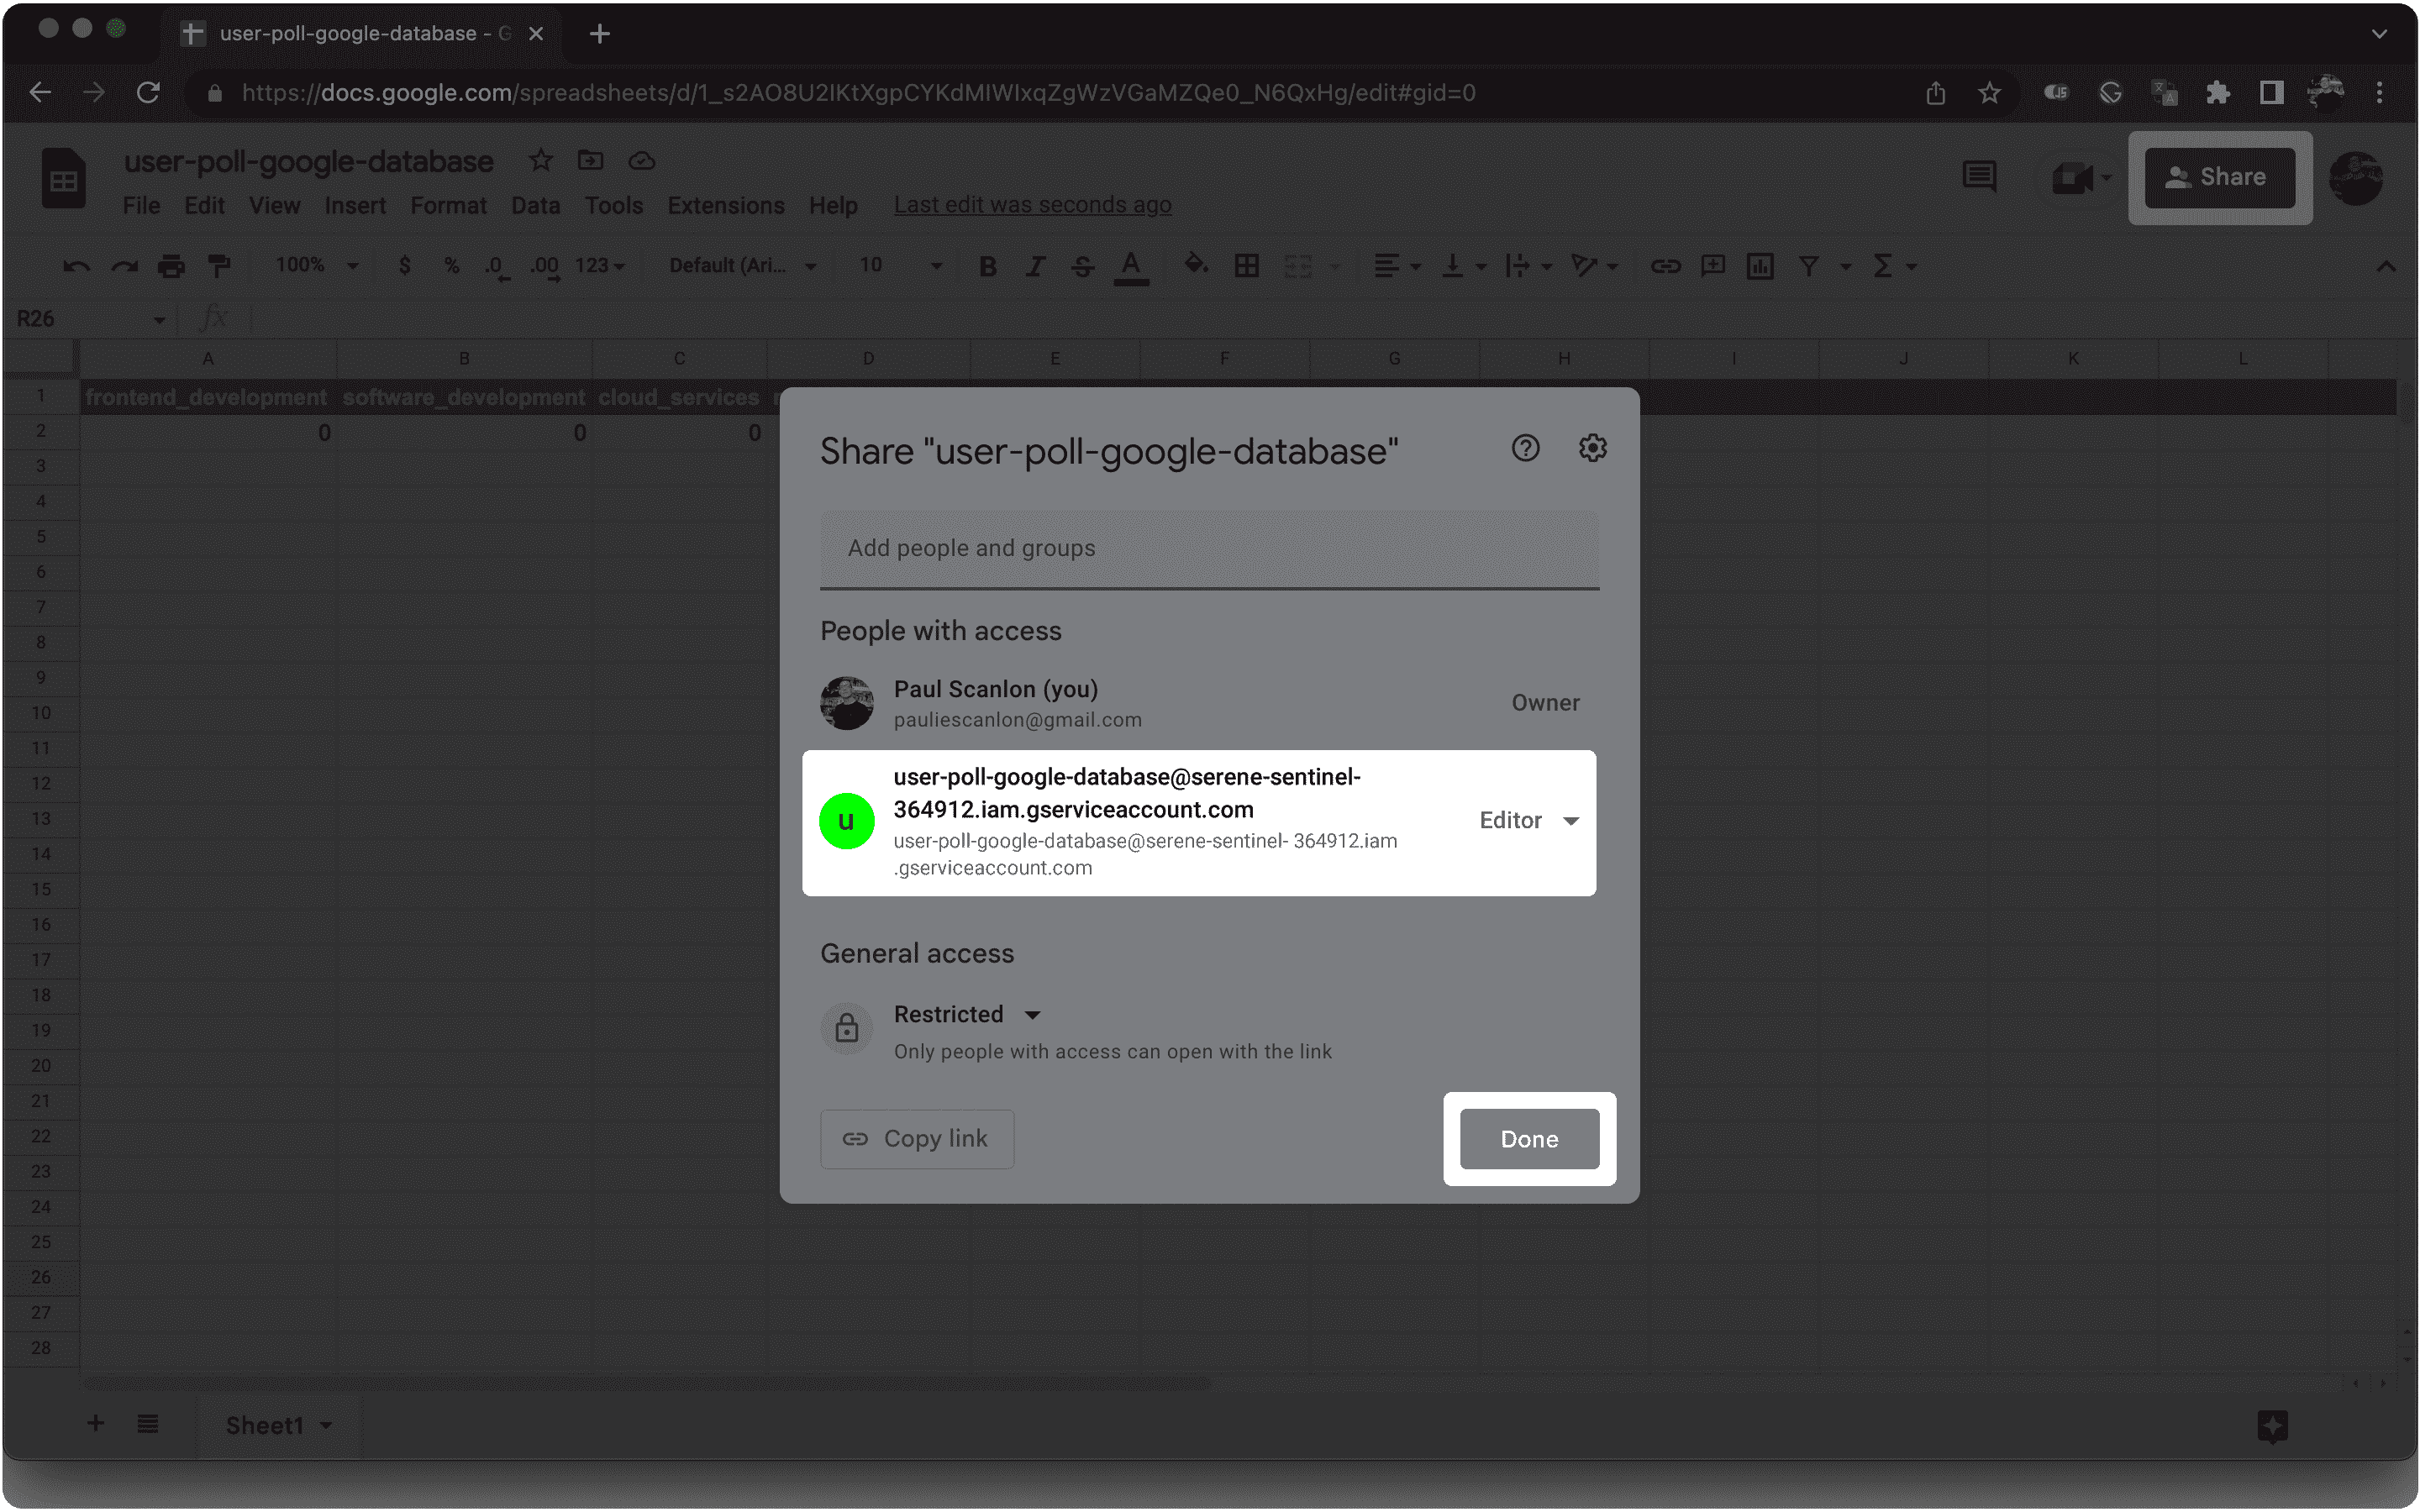 user-poll-google-database - G
https://docs.google.com/spreadsheets/d/1_s2AO8U2IKtXgpCYKdMIWIxqZgWzVGaMZQe0_N6QxHg/edit#gid=0
user-poll-google-database
File Edit View Insert Format Data Tools Extensions Help Last edit was seconds ago
Share
100% $ % .0 .00 123 Default (Ari... 10 B I S A
R26 fx
A B C D E F G H I J K L
1 frontend_development software_development cloud_services
2 0 0 0
3
4
5
6
7
8
9
10
11
12
13
14
15
16
17
18
19
20
21
22
23
24
25
26
27
28
Share "user-poll-google-database"
Add people and groups
People with access
Paul Scanlon (you)
pauliescanlon@gmail.com
Owner
u
user-poll-google-database@serene-sentinel-
364912.iam.gserviceaccount.com
user-poll-google-database@serene-sentinel- 364912.iam
.gserviceaccount.com
Editor
General access
Restricted
Only people with access can open with the link
Copy link
Done
Sheet1